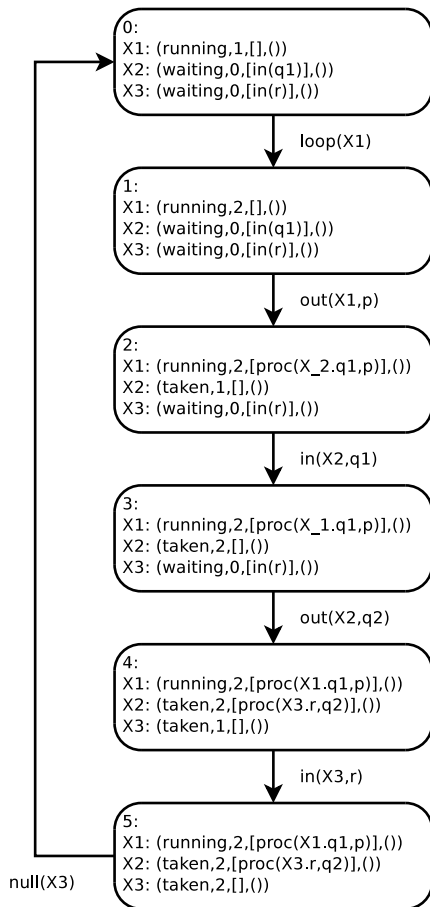 0:
X1: (running,1,[],())
X2: (waiting,0,[in(q1)],())
X3: (waiting,0,[in(r)],())
loop(X1)
1:
X1: (running,2,[],())
X2: (waiting,0,[in(q1)],())
X3: (waiting,0,[in(r)],())
out(X1,p)
2:
X1: (running,2,[proc(X_2.q1,p)],())
X2: (taken,1,[],())
X3: (waiting,0,[in(r)],())
in(X2,q1)
3:
X1: (running,2,[proc(X_1.q1,p)],())
X2: (taken,2,[],())
X3: (waiting,0,[in(r)],())
out(X2,q2)
4:
X1: (running,2,[proc(X1.q1,p)],())
X2: (taken,2,[proc(X3.r,q2)],())
X3: (taken,1,[],())
in(X3,r)
5:
X1: (running,2,[proc(X1.q1,p)],())
X2: (taken,2,[proc(X3.r,q2)],())
X3: (taken,2,[],())
null(X3)